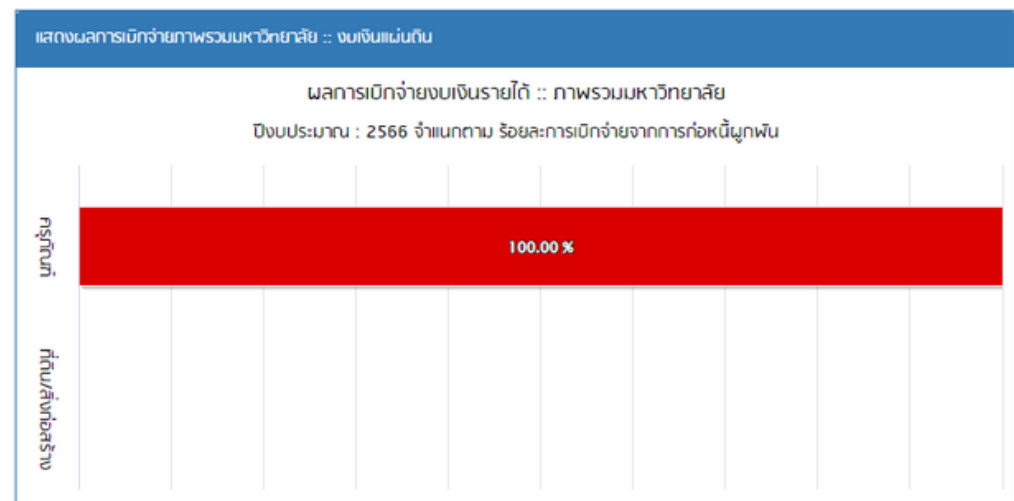 แสดงผลการเบิกจ่ายภาพรวมมหาวิทยาลัย :: งบเงินแผ่นดิน
ผลการเบิกจ่ายงบเงินรายได้ :: ภาพรวมมหาวิทยาลัย
ปีงบประมาณ : 2566 จำแนกตาม ร้อยละการเบิกจ่ายจากการก่อหนี้ผูกพัน
ครุภัณฑ์
100.00 %
ที่ดิน/สิ่งก่อสร้าง